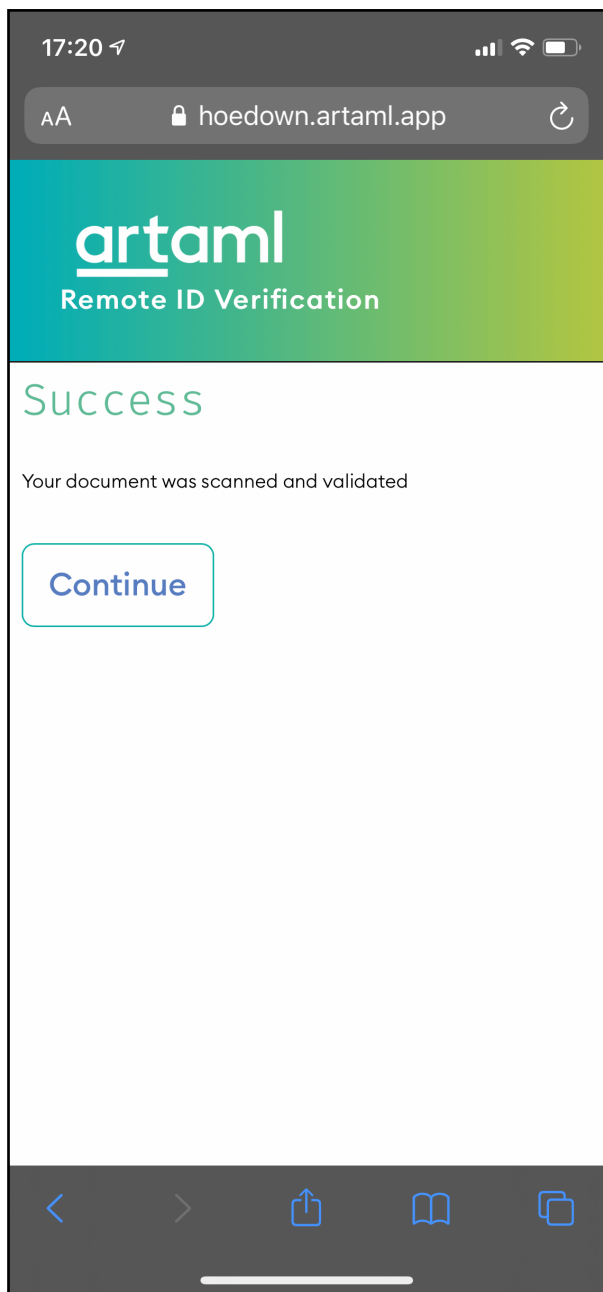 17:20
AA hoedown.artaml.app
artaml
Remote ID Verification
Success
Your document was scanned and validated
Continue